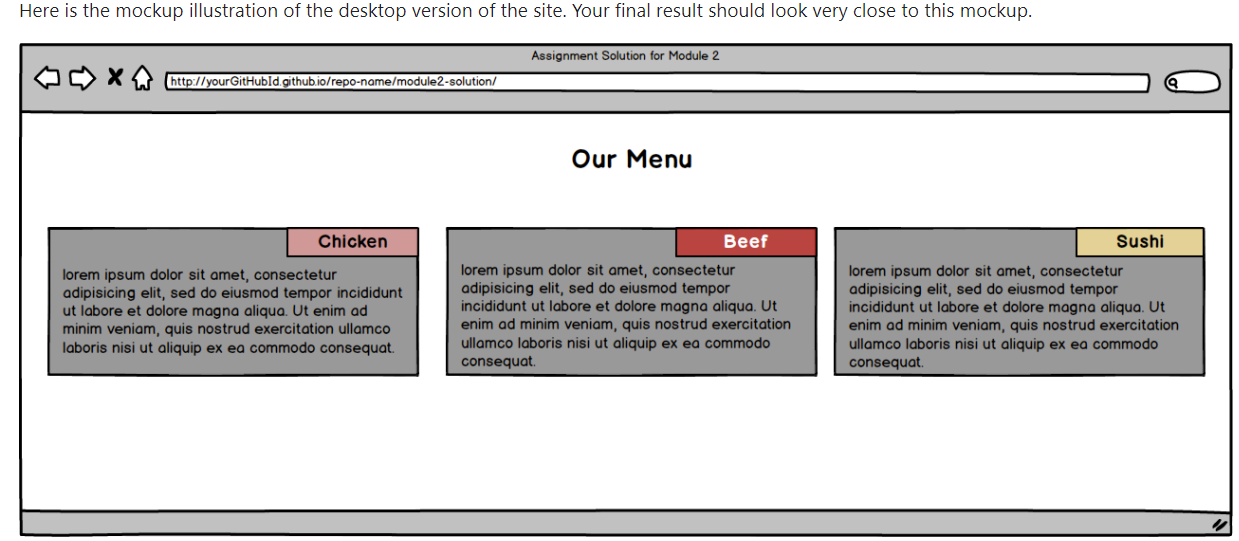 Here is the mockup illustration of the desktop version of the site. Your final result should look very close to this mockup.
Assignment Solution for Module 2
http://yourGitHubId.github.io/repo-name/module2-solution/
Our Menu
Chicken
lorem ipsum dolor sit amet, consectetur
adipisicing elit, sed do eiusmod tempor incididunt
ut labore et dolore magna aliqua. Ut enim ad
minim veniam, quis nostrud exercitation ullamco
laboris nisi ut aliquip ex ea commodo consequat.
Beef
lorem ipsum dolor sit amet, consectetur
adipisicing elit, sed do eiusmod tempor
incididunt ut labore et dolore magna aliqua. Ut
enim ad minim veniam, quis nostrud exercitation
ullamco laboris nisi ut aliquip ex ea commodo
consequat.
Sushi
lorem ipsum dolor sit amet, consectetur
adipisicing elit, sed do eiusmod tempor
incididunt ut labore et dolore magna aliqua. Ut
enim ad minim veniam, quis nostrud exercitation
ullamco laboris nisi ut aliquip ex ea commodo
consequat.